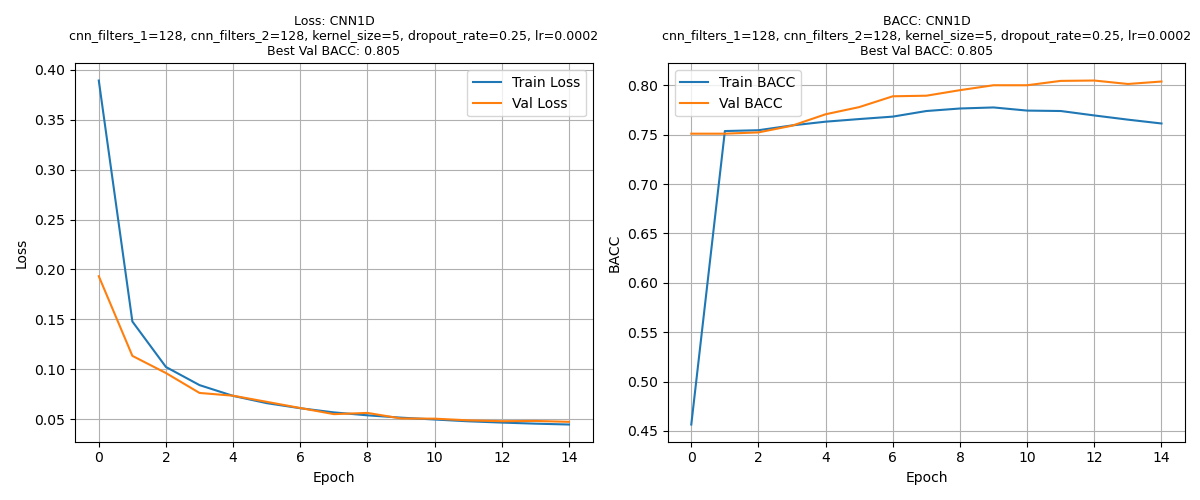 Loss: CNN1D
cnn_filters_1=128, cnn_filters_2=128, kernel_size=5, dropout_rate=0.25, lr=0.0002
Best Val BACC: 0.805
0.40
0.35
0.30
0.25
0.20
0.15
0.10
0.05
Loss
Train Loss
Val Loss
0 2 4 6 8 10 12 14
Epoch
BACC: CNN1D
cnn_filters_1=128, cnn_filters_2=128, kernel_size=5, dropout_rate=0.25, lr=0.0002
Best Val BACC: 0.805
0.80
0.75
0.70
0.65
0.60
0.55
0.50
0.45
BACC
Train BACC
Val BACC
0 2 4 6 8 10 12 14
Epoch